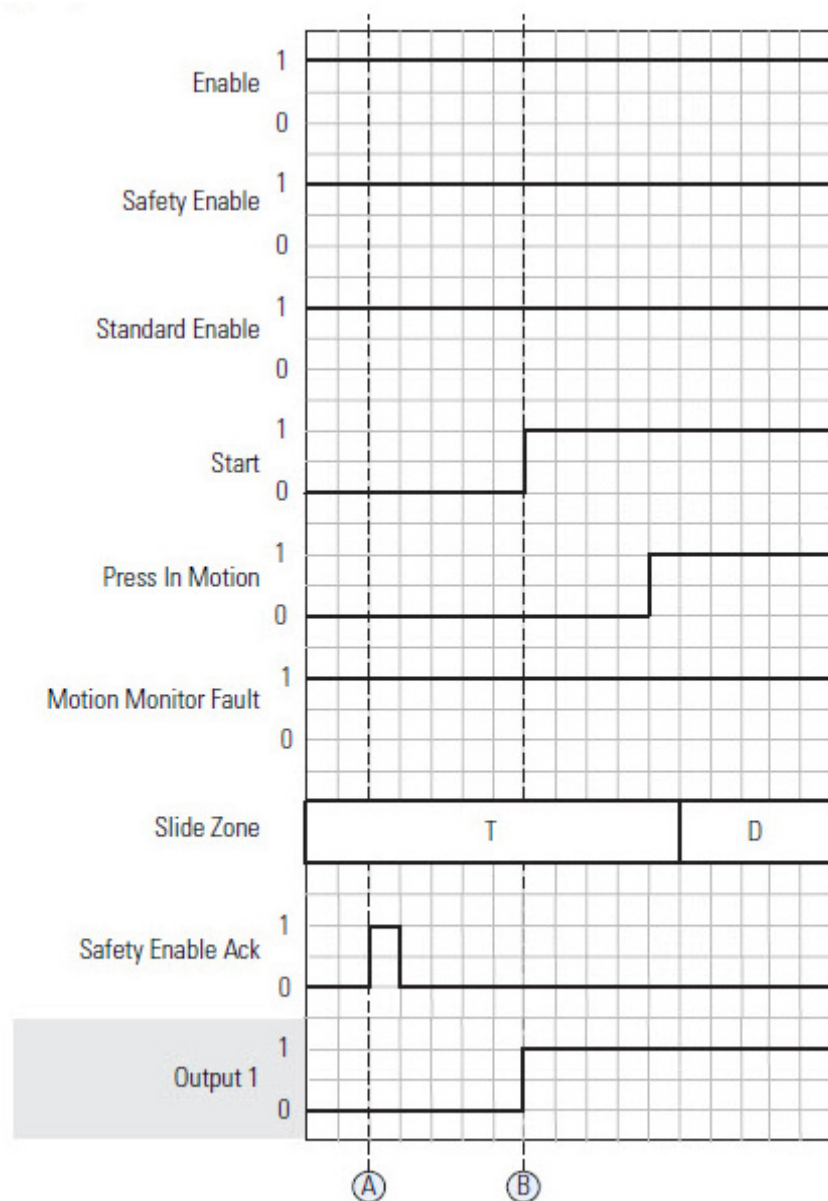 1
Enable
0
1
Safety Enable
0
1
Standard Enable
0
1
Start
0
1
Press In Motion
0
1
Motion Monitor Fault
0
Slide Zone T D
1
Safety Enable Ack
0
1
Output 1
0
A B